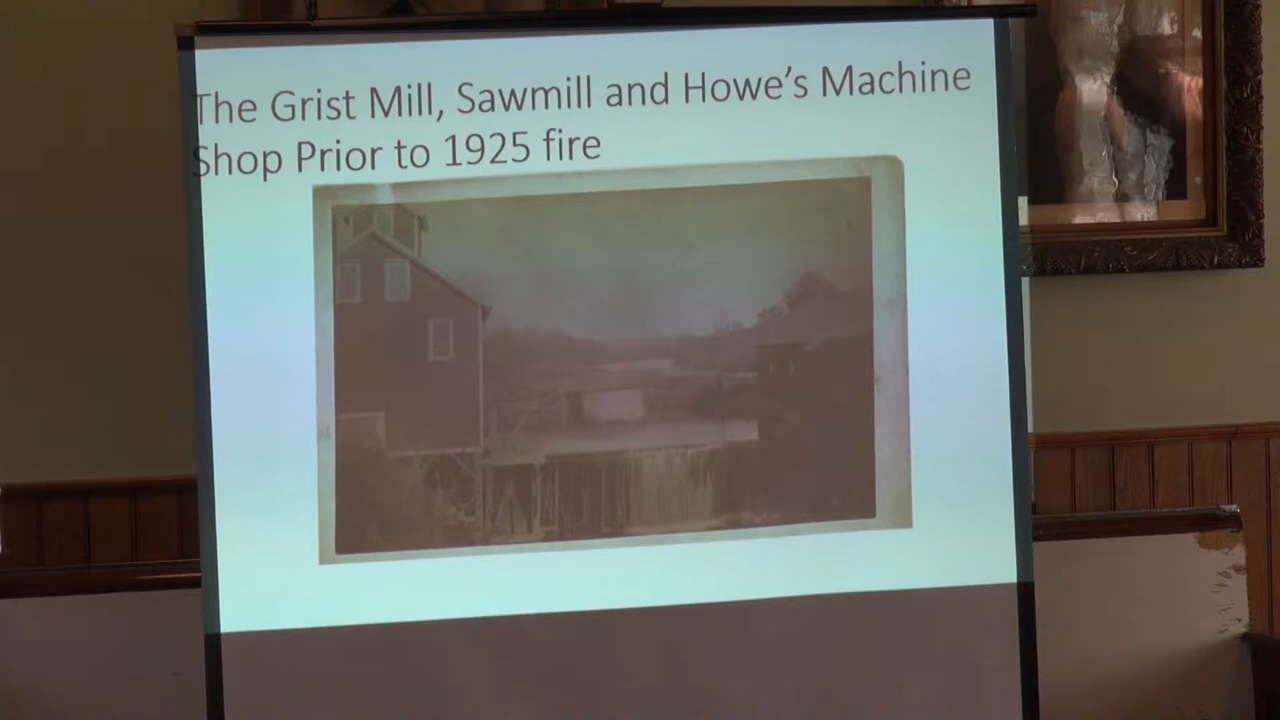 The Grist Mill, Sawmill and Howe's Machine
Shop Prior to 1925 fire